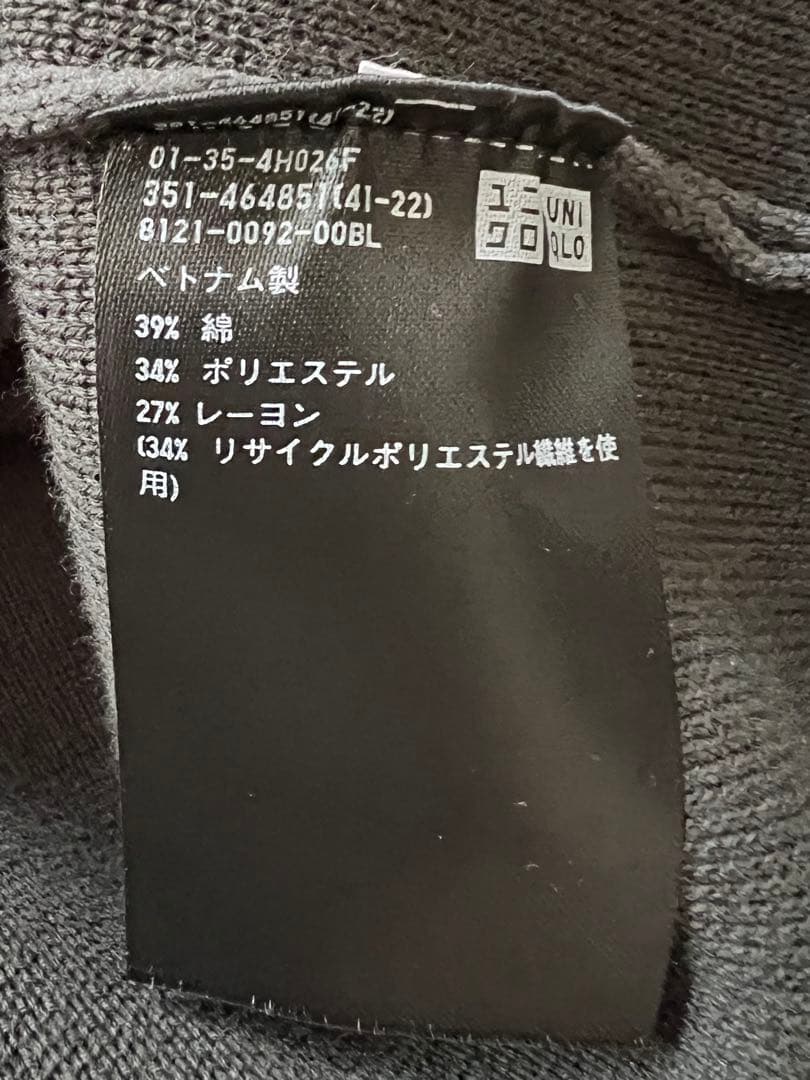 01-35-4H026F
351-464851(41-22)
8121-0092-00BL
ユニ
クロ
UNI
QLO
ベトナム製
39% 綿
34% ポリエステル
27% レーヨン
(34% リサイクルポリエステル繊維を使
用)